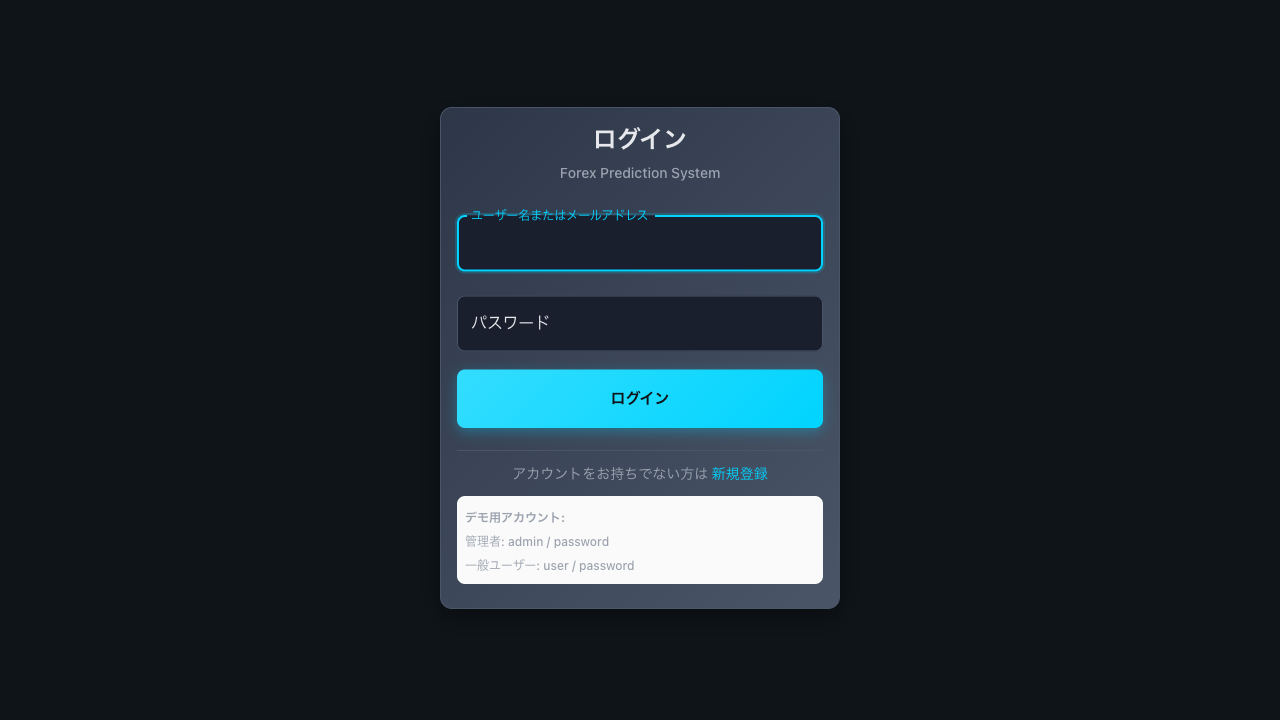 ログイン
Forex Prediction System
ユーザー名またはメールアドレス
パスワード
ログイン
アカウントをお持ちでない方は 新規登録
デモ用アカウント:
管理者: admin / password
一般ユーザー: user / password